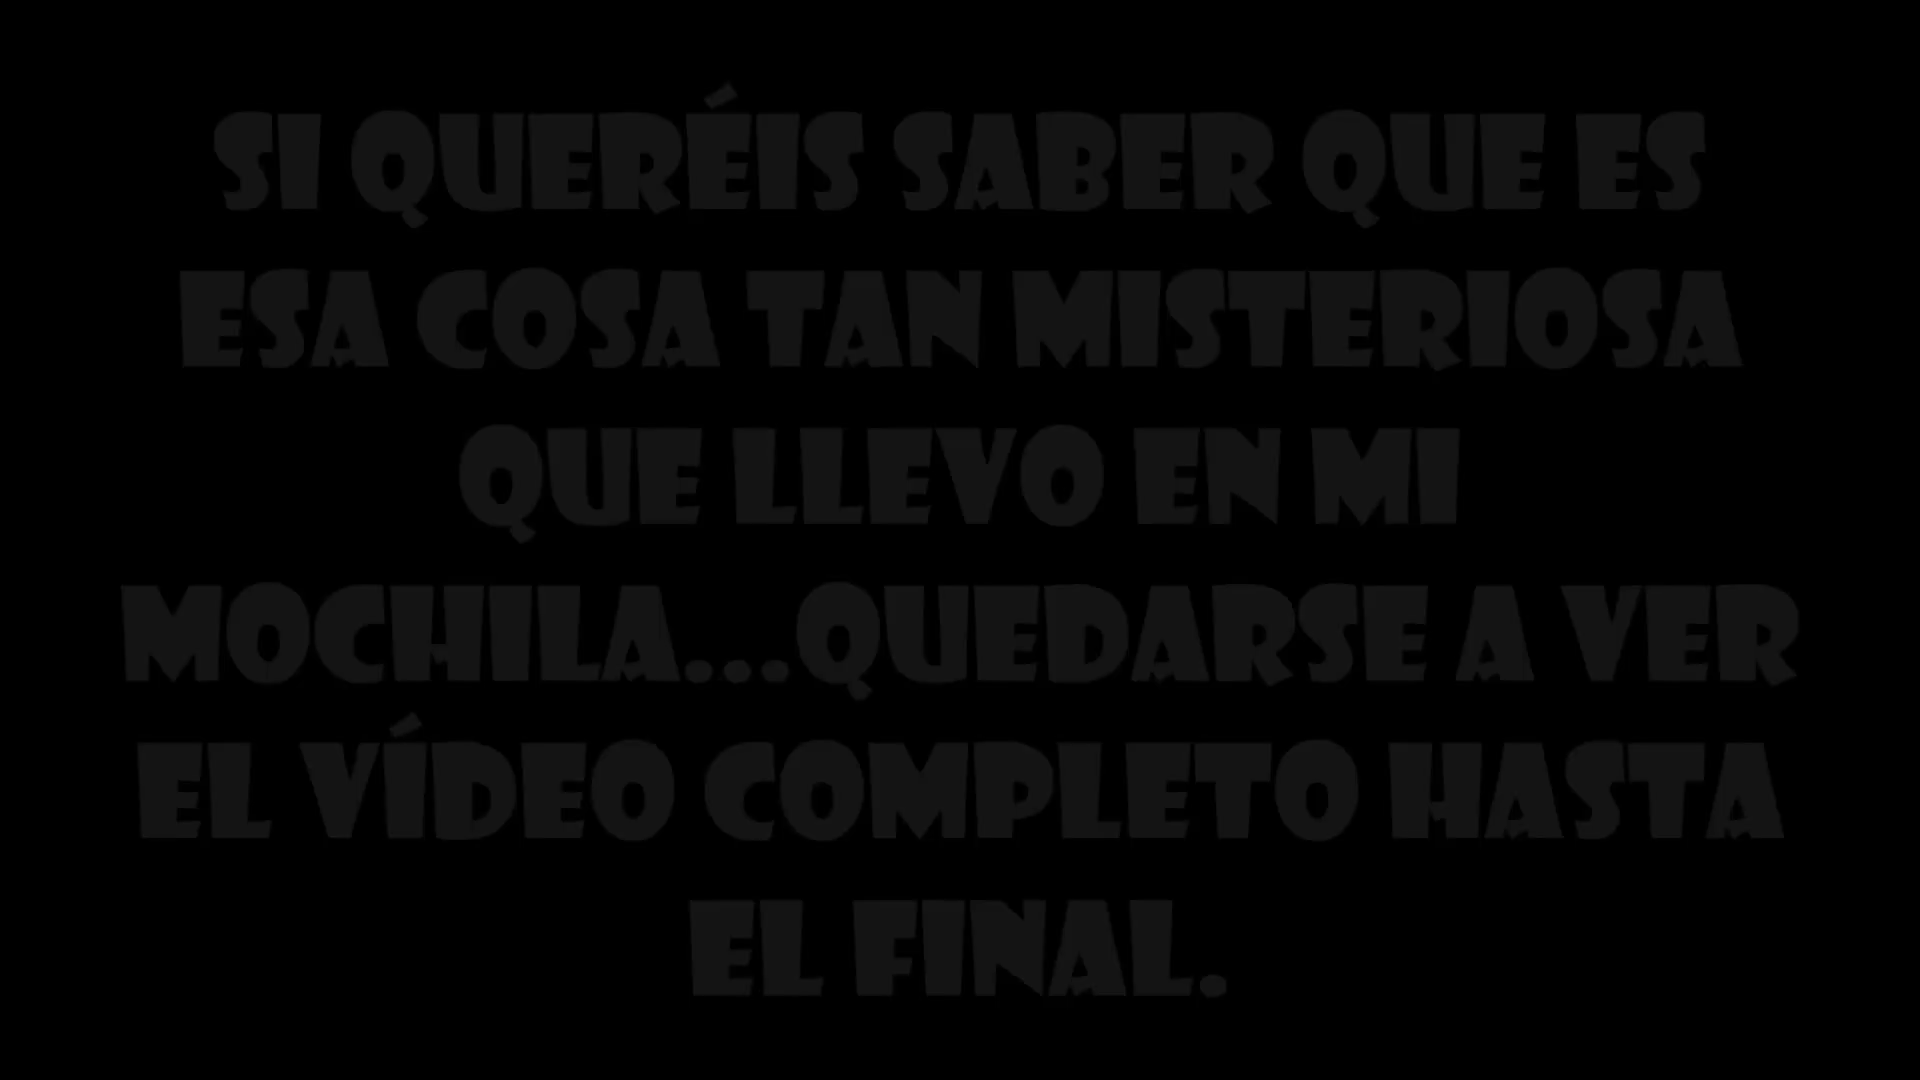 SI QUERÉIS SABER QUE ES
ESA COSA TAN MISTERIOSA
QUE LLEVO EN MI
MOCHILA...QUEDARSE A VER
EL VÍDEO COMPLETO HASTA
EL FINAL.